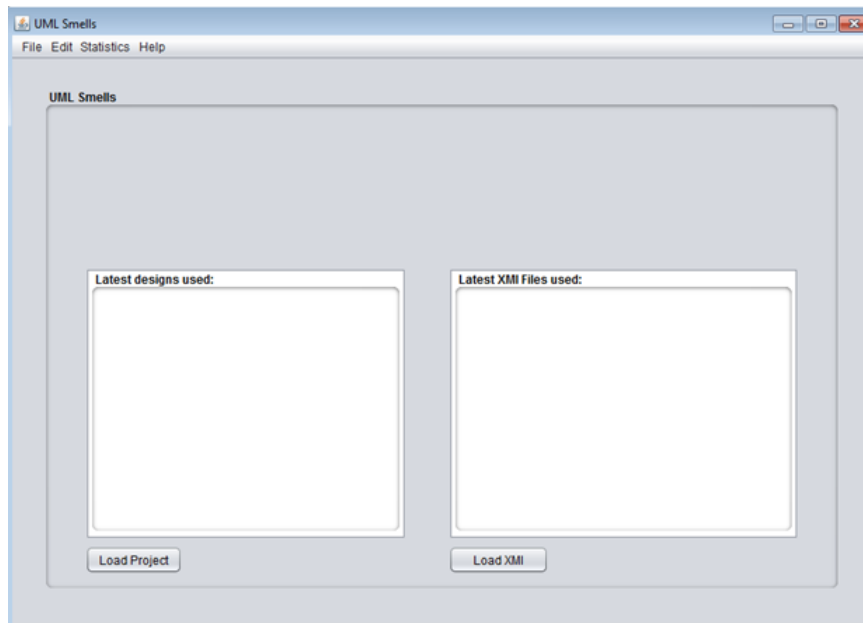 UML Smells
File Edit Statistics Help
UML Smells
Latest designs used:
Latest XMI Files used:
Load Project
Load XMI